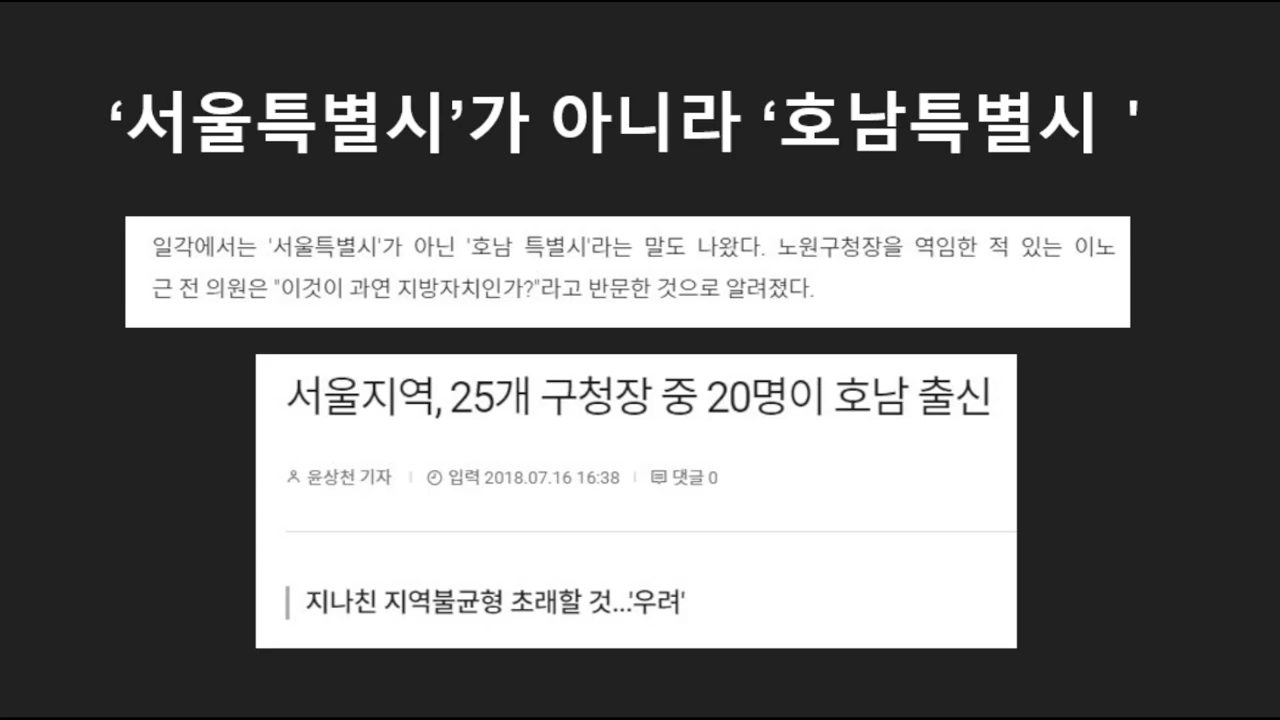 ‘서울특별시’가 아니라 ‘호남특별시 '
일각에서는 '서울특별시'가 아닌 '호남 특별시'라는 말도 나왔다. 노원구청장을 역임한 적 있는 이노
근 전 의원은 "이것이 과연 지방자치인가?"라고 반문한 것으로 알려졌다.
서울지역, 25개 구청장 중 20명이 호남 출신
윤상천 기자 | 입력 2018.07.16 16:38 | 댓글 0
지나친 지역불균형 초래할 것...'우려'